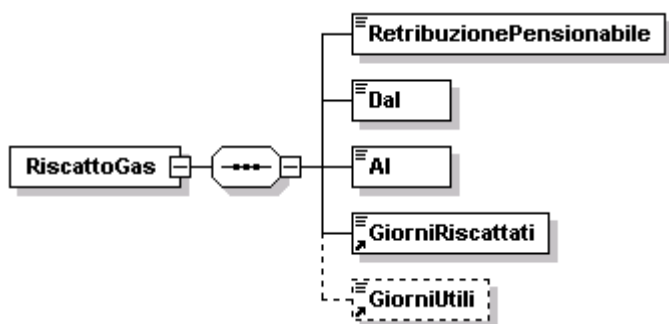 RetribuzionePensionabile
Dal
RiscattoGas
Al
GiorniRiscattati
GiorniUtili